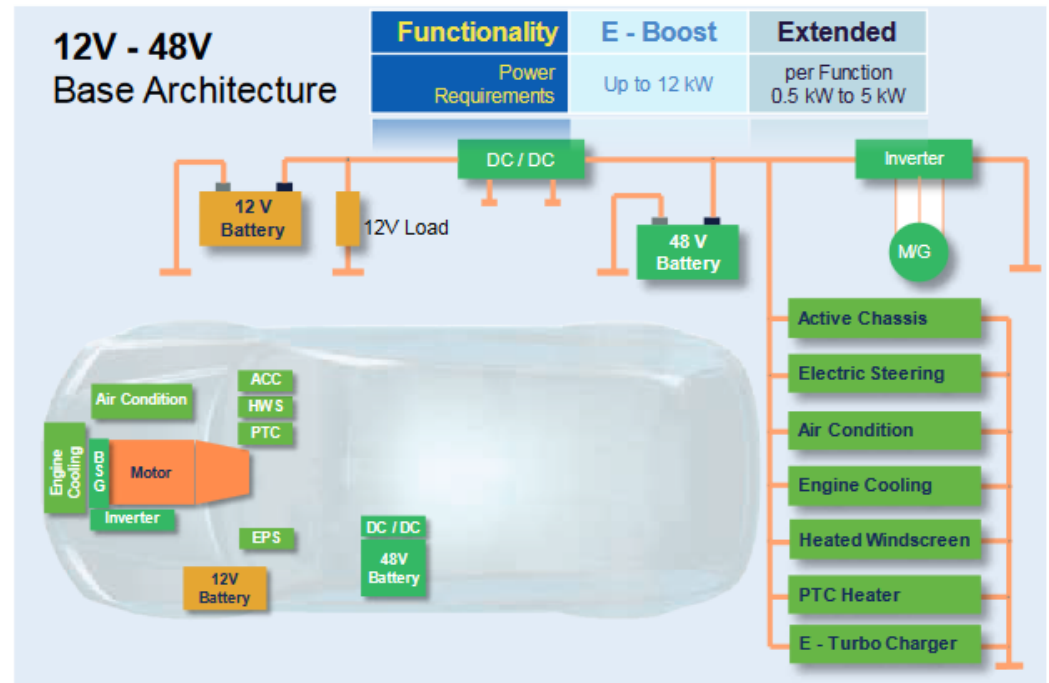 12V - 48V
Base Architecture
Functionality
E - Boost
Extended
Power
Requirements
Up to 12 kW
per Function
0.5 kW to 5 kW
DC / DC
Inverter
12 V
Battery
12V Load
48 V
Battery
M/G
Active Chassis
Electric Steering
Air Condition
Engine Cooling
Heated Windscreen
PTC Heater
E - Turbo Charger
ACC
Air Condition
HWS
PTC
Engine
Cooling
BSG
Motor
Inverter
EPS
DC / DC
48V
Battery
12V
Battery